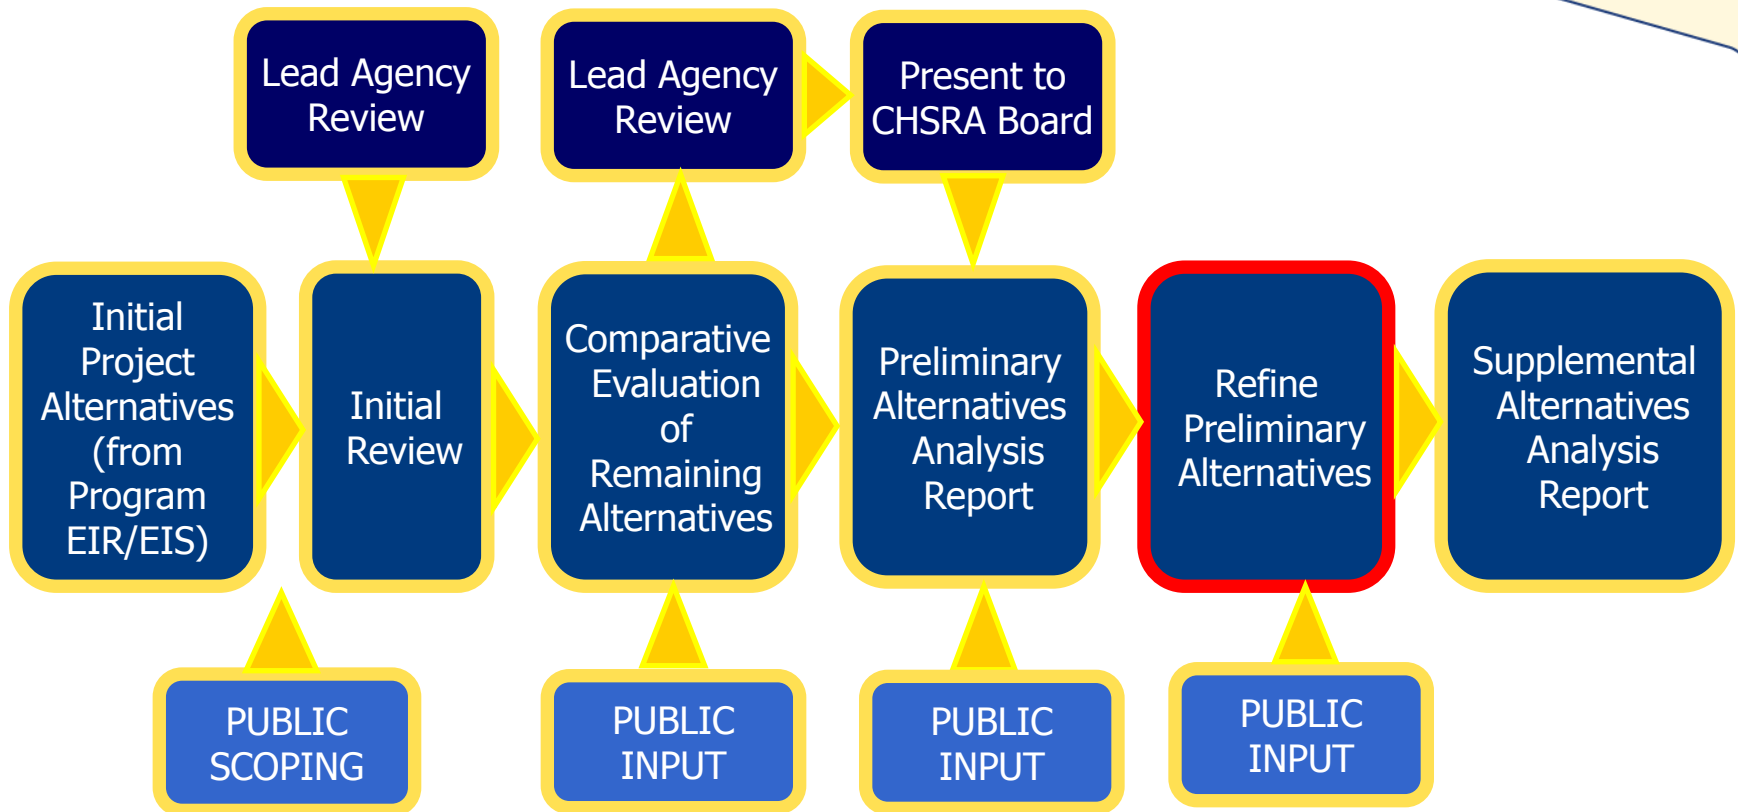 Lead Agency
Review
Lead Agency
Review
Present to
CHSRA Board
Initial
Project
Alternatives
(from
Program
EIR/EIS)
Initial
Review
Comparative
Evaluation
of
Remaining
Alternatives
Preliminary
Alternatives
Analysis
Report
Refine
Preliminary
Alternatives
Supplemental
Alternatives
Analysis
Report
PUBLIC
SCOPING
PUBLIC
INPUT
PUBLIC
INPUT
PUBLIC
INPUT